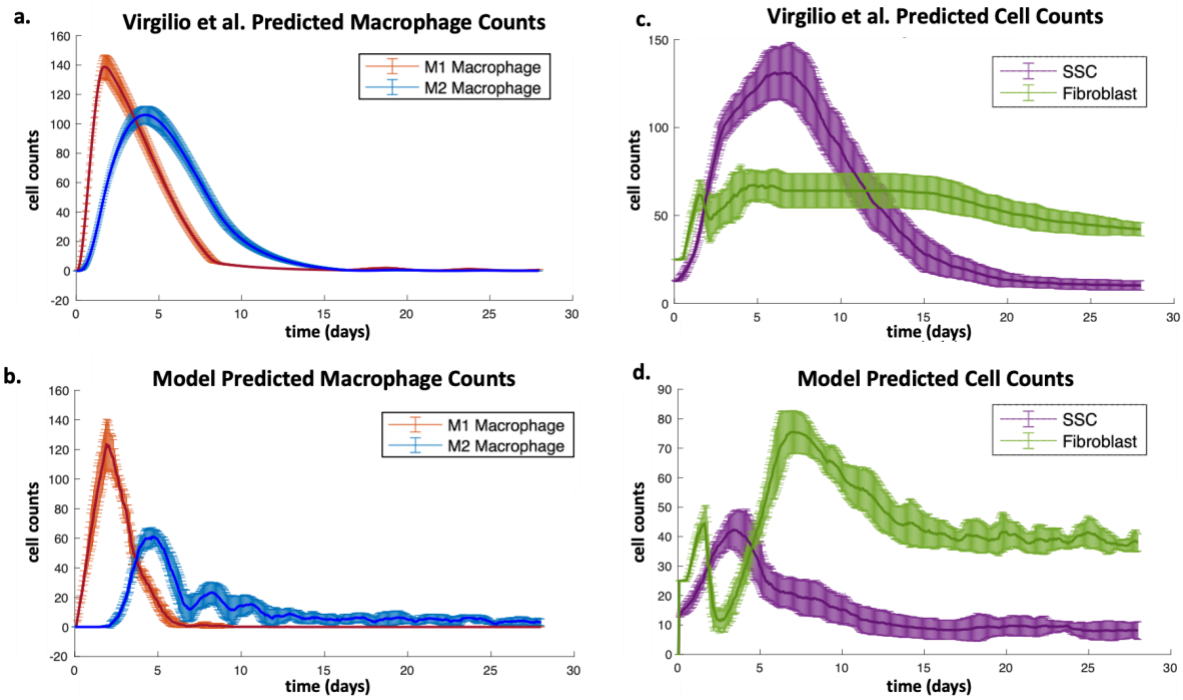 a.
Virgilio et al. Predicted Macrophage Counts
160
140
120
100
80
60
40
20
0
-20
cell counts
M1 Macrophage
M2 Macrophage
0 5 10 15 20 25 30
time (days)
c.
Virgilio et al. Predicted Cell Counts
150
100
50
0
cell counts
SSC
Fibroblast
0 5 10 15 20 25 30
time (days)
b.
Model Predicted Macrophage Counts
160
140
120
100
80
60
40
20
0
-20
cell counts
M1 Macrophage
M2 Macrophage
0 5 10 15 20 25 30
time (days)
d.
Model Predicted Cell Counts
90
80
70
60
50
40
30
20
10
0
cell counts
SSC
Fibroblast
0 5 10 15 20 25 30
time (days)